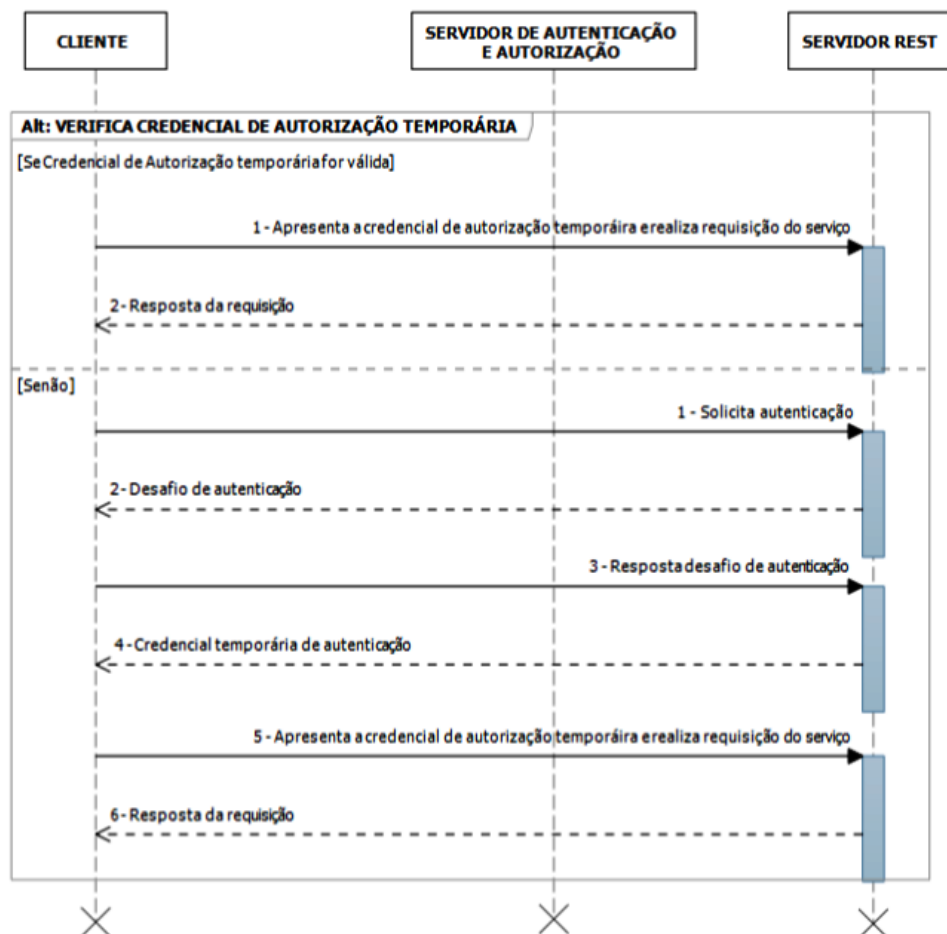 CLIENTE
SERVIDOR DE AUTENTICAÇÃO
E AUTORIZAÇÃO
SERVIDOR REST
Alt: VERIFICA CREDENCIAL DE AUTORIZAÇÃO TEMPORÁRIA
[Se Credencial de Autorização temporária for válida]
1 - Apresenta a credencial de autorização temporáira e realiza requisição do serviço
2 - Resposta da requisição
[Senão]
1 - Solicita autenticação
2 - Desafio de autenticação
3 - Resposta desafio de autenticação
4 - Credencial temporária de autenticação
5 - Apresenta a credencial de autorização temporáira e realiza requisição do serviço
6 - Resposta da requisição